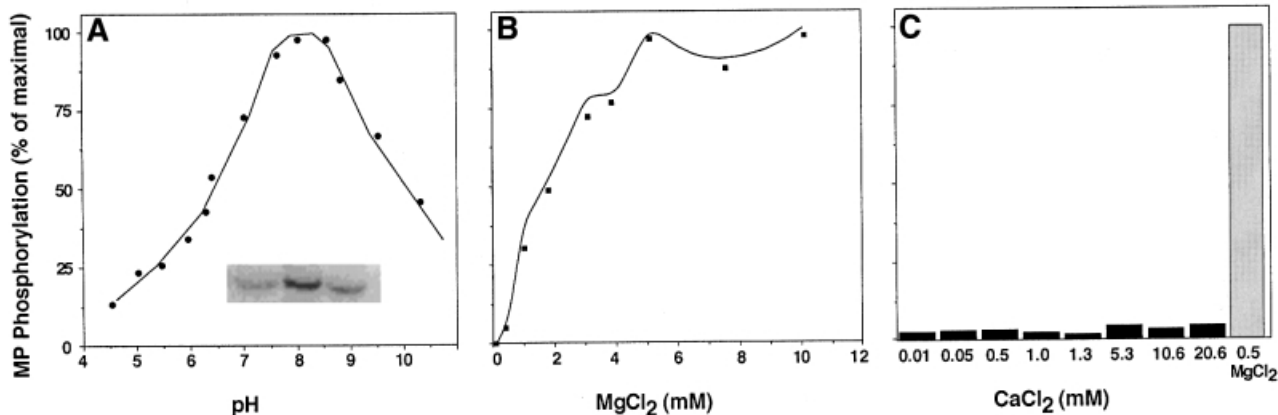 A
B
C
MP Phosphorylation (% of maximal)
100
75
50
25
0
4 5 6 7 8 9 10
pH
0 2 4 6 8 10 12
MgCl2 (mM)
0.01 0.05 0.5 1.0 1.3 5.3 10.6 20.6 0.5
MgCl2
CaCl2 (mM)